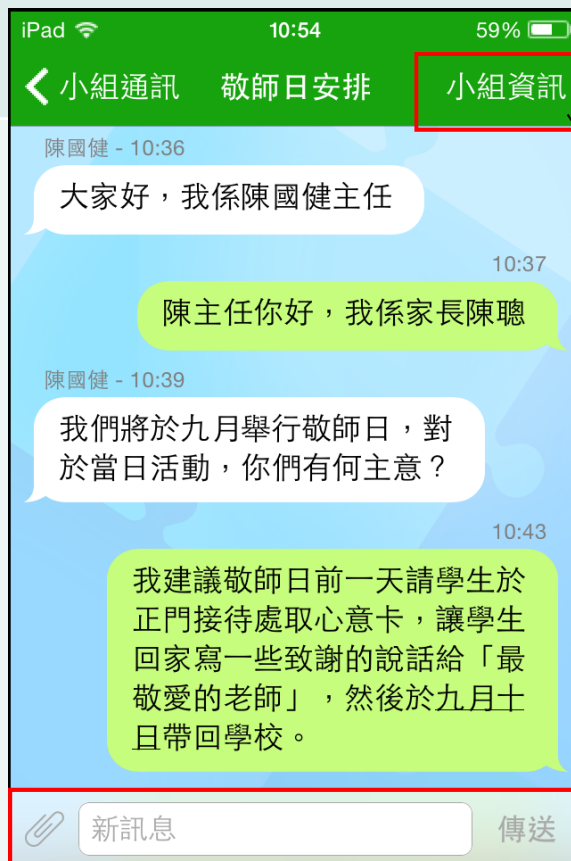 iPad 10:54 59%
小組通訊 敬師日安排 小組資訊
陳國健 - 10:36
大家好，我係陳國健主任
10:37
陳主任你好，我係家長陳聰
陳國健 - 10:39
我們將於九月舉行敬師日，對
於當日活動，你們有何主意？
10:43
我建議敬師日前一天請學生於
正門接待處取心意卡，讓學生
回家寫一些致謝的說話給「最
敬愛的老師」，然後於九月十
日帶回學校。
新訊息 傳送